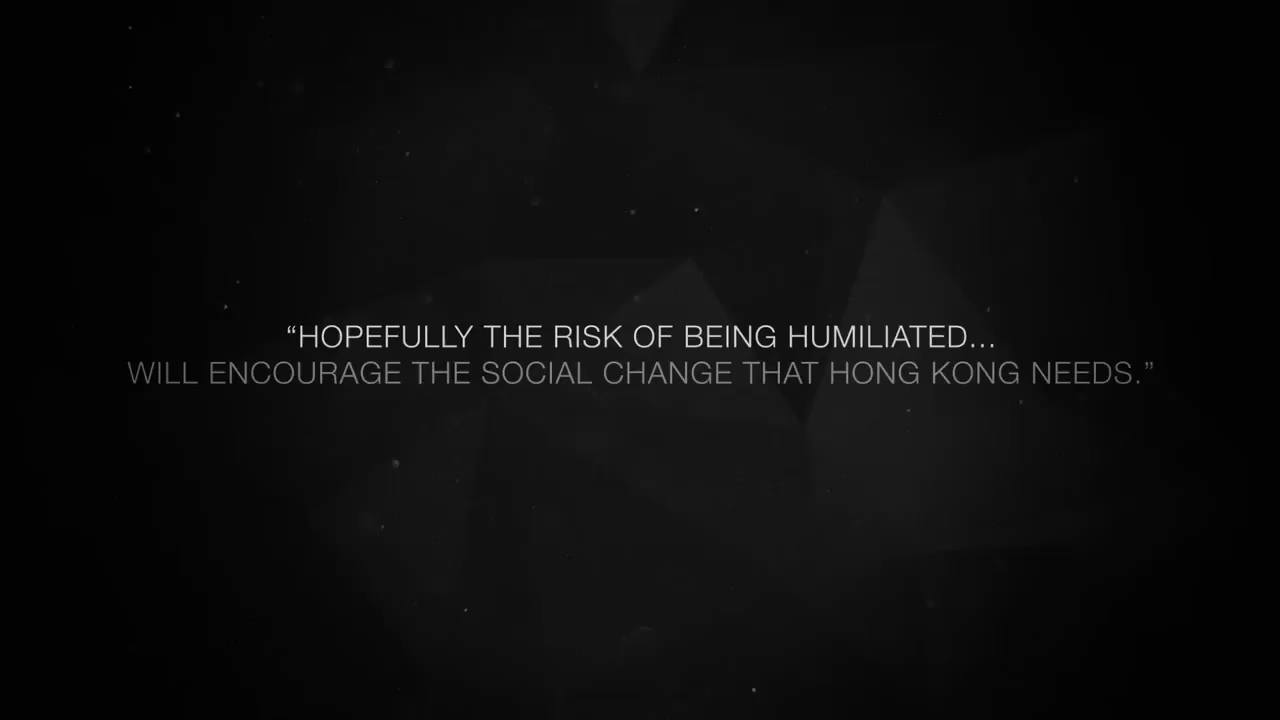 “HOPEFULLY THE RISK OF BEING HUMILIATED...
WILL ENCOURAGE THE SOCIAL CHANGE THAT HONG KONG NEEDS.”